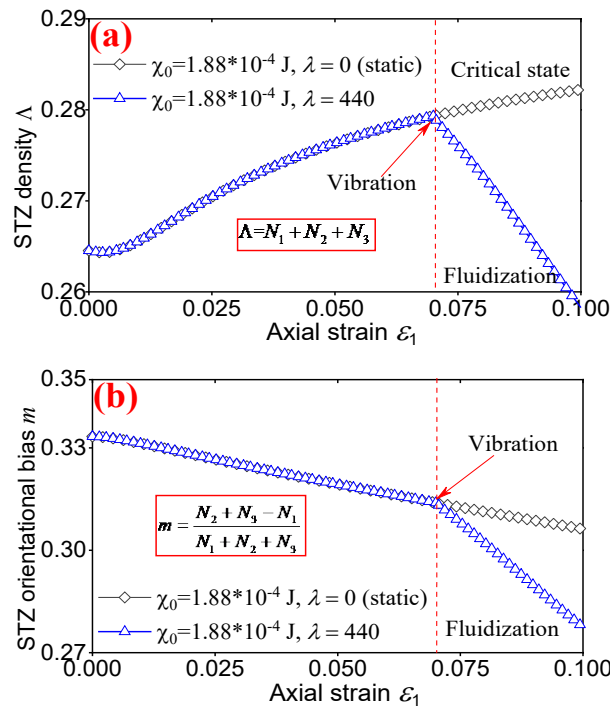 (a)
0.29
0.28
0.27
0.26
STZ density Λ
χ₀=1.88*10⁻⁴ J, λ = 0 (static)
χ₀=1.88*10⁻⁴ J, λ = 440
Critical state
Vibration
Λ=N₁ + N₂ + N₃
Fluidization
0.000 0.025 0.050 0.075 0.100
Axial strain ε₁
(b)
0.35
0.33
0.30
0.27
STZ orientational bias m
Vibration
m = (N₂ + N₃ − N₁) / (N₁ + N₂ + N₃)
χ₀=1.88*10⁻⁴ J, λ = 0 (static)
χ₀=1.88*10⁻⁴ J, λ = 440
Fluidization
0.000 0.025 0.050 0.075 0.100
Axial strain ε₁